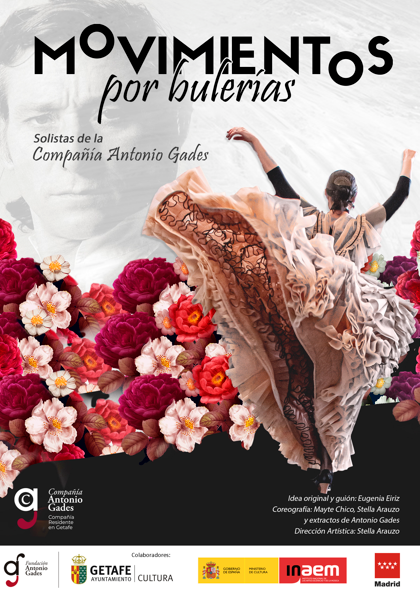 MOVIMIENTOS
por bulerías
Solistas de la
Compañía Antonio Gades
Compañía
Antonio
Gades
Compañía
Residente
en Getafe
Idea original y guión: Eugenia Eiriz
Coreografía: Mayte Chico, Stella Arauzo
y extractos de Antonio Gades
Dirección Artística: Stella Arauzo
Colaboradores:
Fundación
Antonio
Gades
GETAFE
AYUNTAMIENTO
CULTURA
GOBIERNO
DE ESPAÑA
MINISTERIO
DE CULTURA
inaem
Madrid